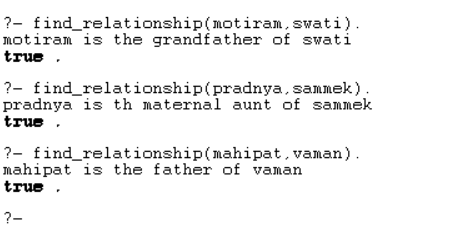 ?- find_relationship(motiram,swati).
motiram is the grandfather of swati
true .
?- find_relationship(pradnya,sammek).
pradnya is th maternal aunt of sammek
true .
?- find_relationship(mahipat,vaman).
mahipat is the father of vaman
true .
?-